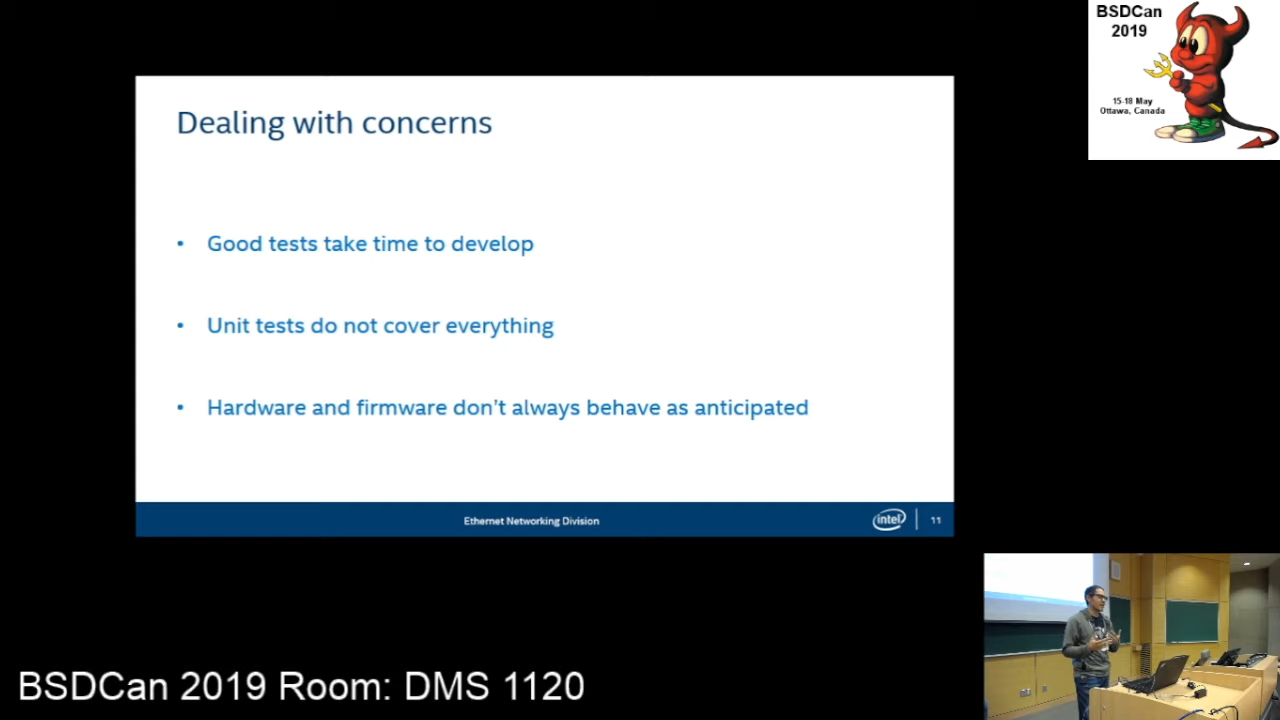 BSDCan
2019
15-18 May
Ottawa, Canada
Dealing with concerns
• Good tests take time to develop
• Unit tests do not cover everything
• Hardware and firmware don't always behave as anticipated
Ethernet Networking Division
intel
11
BSDCan 2019 Room: DMS 1120